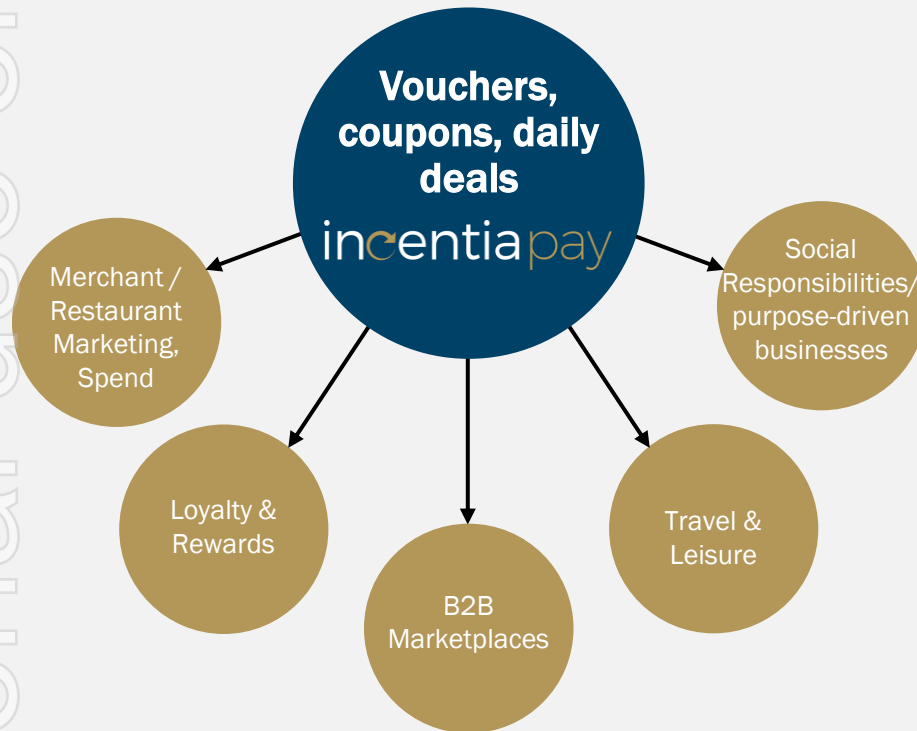 Vouchers,
coupons, daily
deals
incentiapay
Merchant /
Restaurant
Marketing,
Spend
Loyalty &
Rewards
B2B
Marketplaces
Travel &
Leisure
Social
Responsibilities/
purpose-driven
businesses